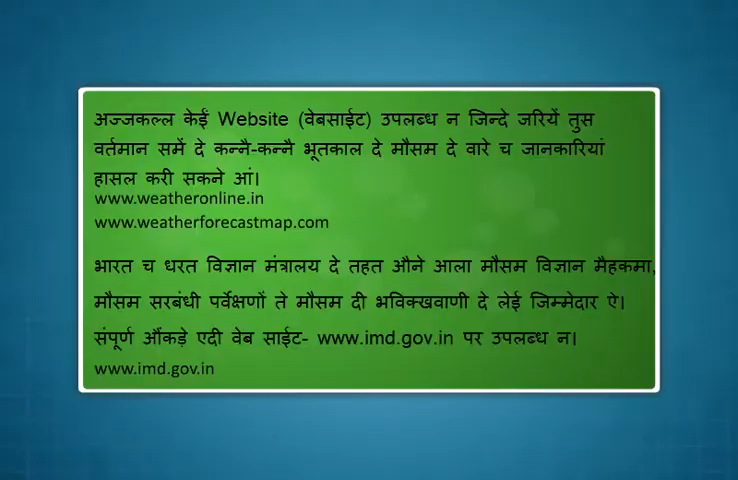 अज्जकल्ल केईं Website (वेबसाईट) उपलब्ध न जिन्दे जरियें तुस
वर्तमान समें दे कन्नै-कन्नै भूतकाल दे मौसम दे वारे च जानकारियां
हासल करी सकने आं।
www.weatheronline.in
www.weatherforecastmap.com
भारत च धरत विज्ञान मंत्रालय दे तहत औने आला मौसम विज्ञान मैहकमा,
मौसम सरबंधी पर्वेक्षणों ते मौसम दी भविक्खवाणी दे लेई जिम्मेदार ऐ।
संपूर्ण औंकड़े एदी वेब साईट- www.imd.gov.in पर उपलब्ध न।
www.imd.gov.in